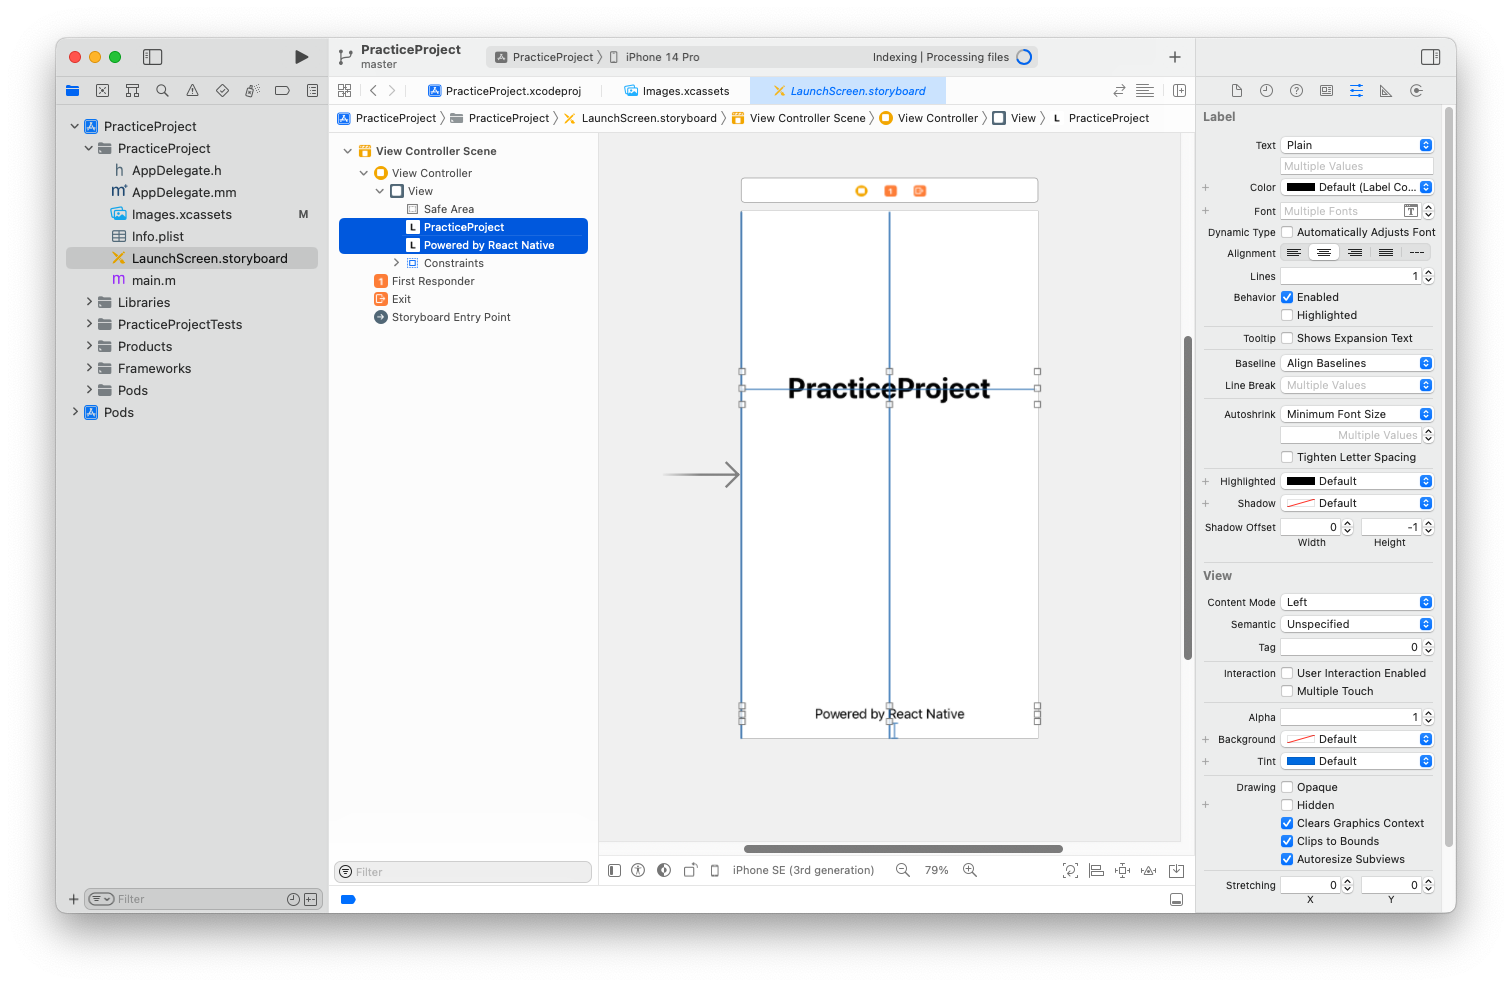 PracticeProject
master
PracticeProject
iPhone 14 Pro
Indexing | Processing files
PracticeProject.xcodeproj
Images.xcassets
LaunchScreen.storyboard
PracticeProject
PracticeProject
LaunchScreen.storyboard
View Controller Scene
View Controller
View
L PracticeProject
PracticeProject
PracticeProject
h AppDelegate.h
m AppDelegate.mm
Images.xcassets M
Info.plist
LaunchScreen.storyboard
m main.m
Libraries
PracticeProjectTests
Products
Frameworks
Pods
Pods
Filter
View Controller Scene
View Controller
View
Safe Area
L PracticeProject
L Powered by React Native
Constraints
1 First Responder
Exit
Storyboard Entry Point
Filter
1
PracticeProject
Powered by React Native
iPhone SE (3rd generation)
79%
Label
Text Plain
Multiple Values
+ Color Default (Label Co...
+ Font Multiple Fonts T
Dynamic Type Automatically Adjusts Font
Alignment
Lines 1
Behavior Enabled
Highlighted
Tooltip Shows Expansion Text
Baseline Align Baselines
Line Break Multiple Values
Autoshrink Minimum Font Size
Multiple Values
Tighten Letter Spacing
+ Highlighted Default
+ Shadow Default
Shadow Offset 0 -1
Width Height
View
Content Mode Left
Semantic Unspecified
Tag 0
Interaction User Interaction Enabled
Multiple Touch
Alpha 1
+ Background Default
+ Tint Default
Drawing Opaque
+ Hidden
Clears Graphics Context
Clips to Bounds
Autoresize Subviews
Stretching 0 0
X Y